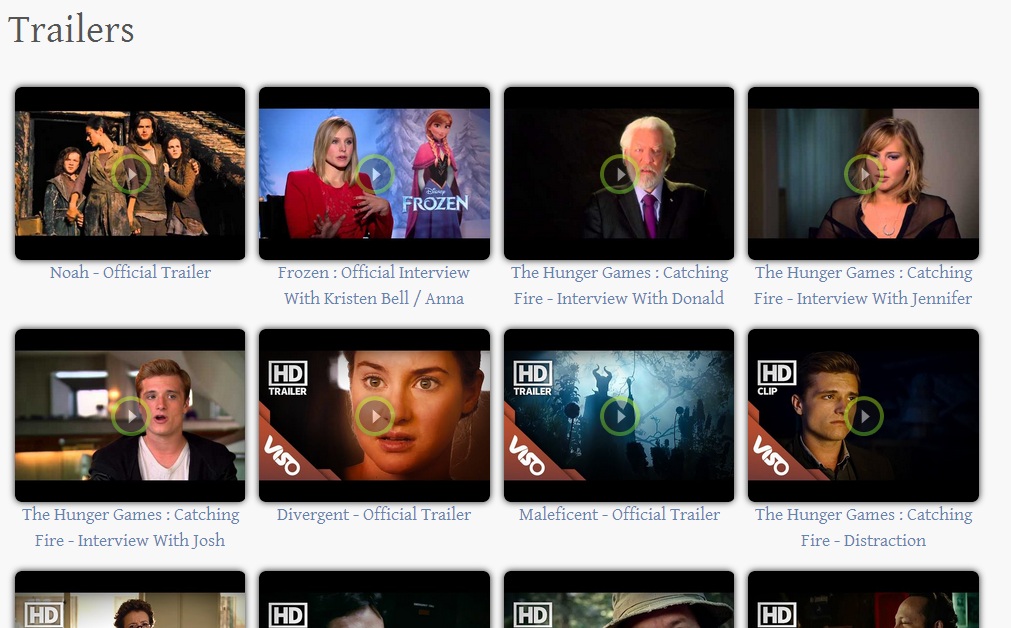 Trailers
Disney
FROZEN
Noah - Official Trailer
Frozen : Official Interview
With Kristen Bell / Anna
The Hunger Games : Catching
Fire - Interview With Donald
The Hunger Games : Catching
Fire - Interview With Jennifer
HD
TRAILER
VISO
HD
TRAILER
VISO
HD
CLIP
VISO
The Hunger Games : Catching
Fire - Interview With Josh
Divergent - Official Trailer
Maleficent - Official Trailer
The Hunger Games : Catching
Fire - Distraction
HD
HD
HD
HD